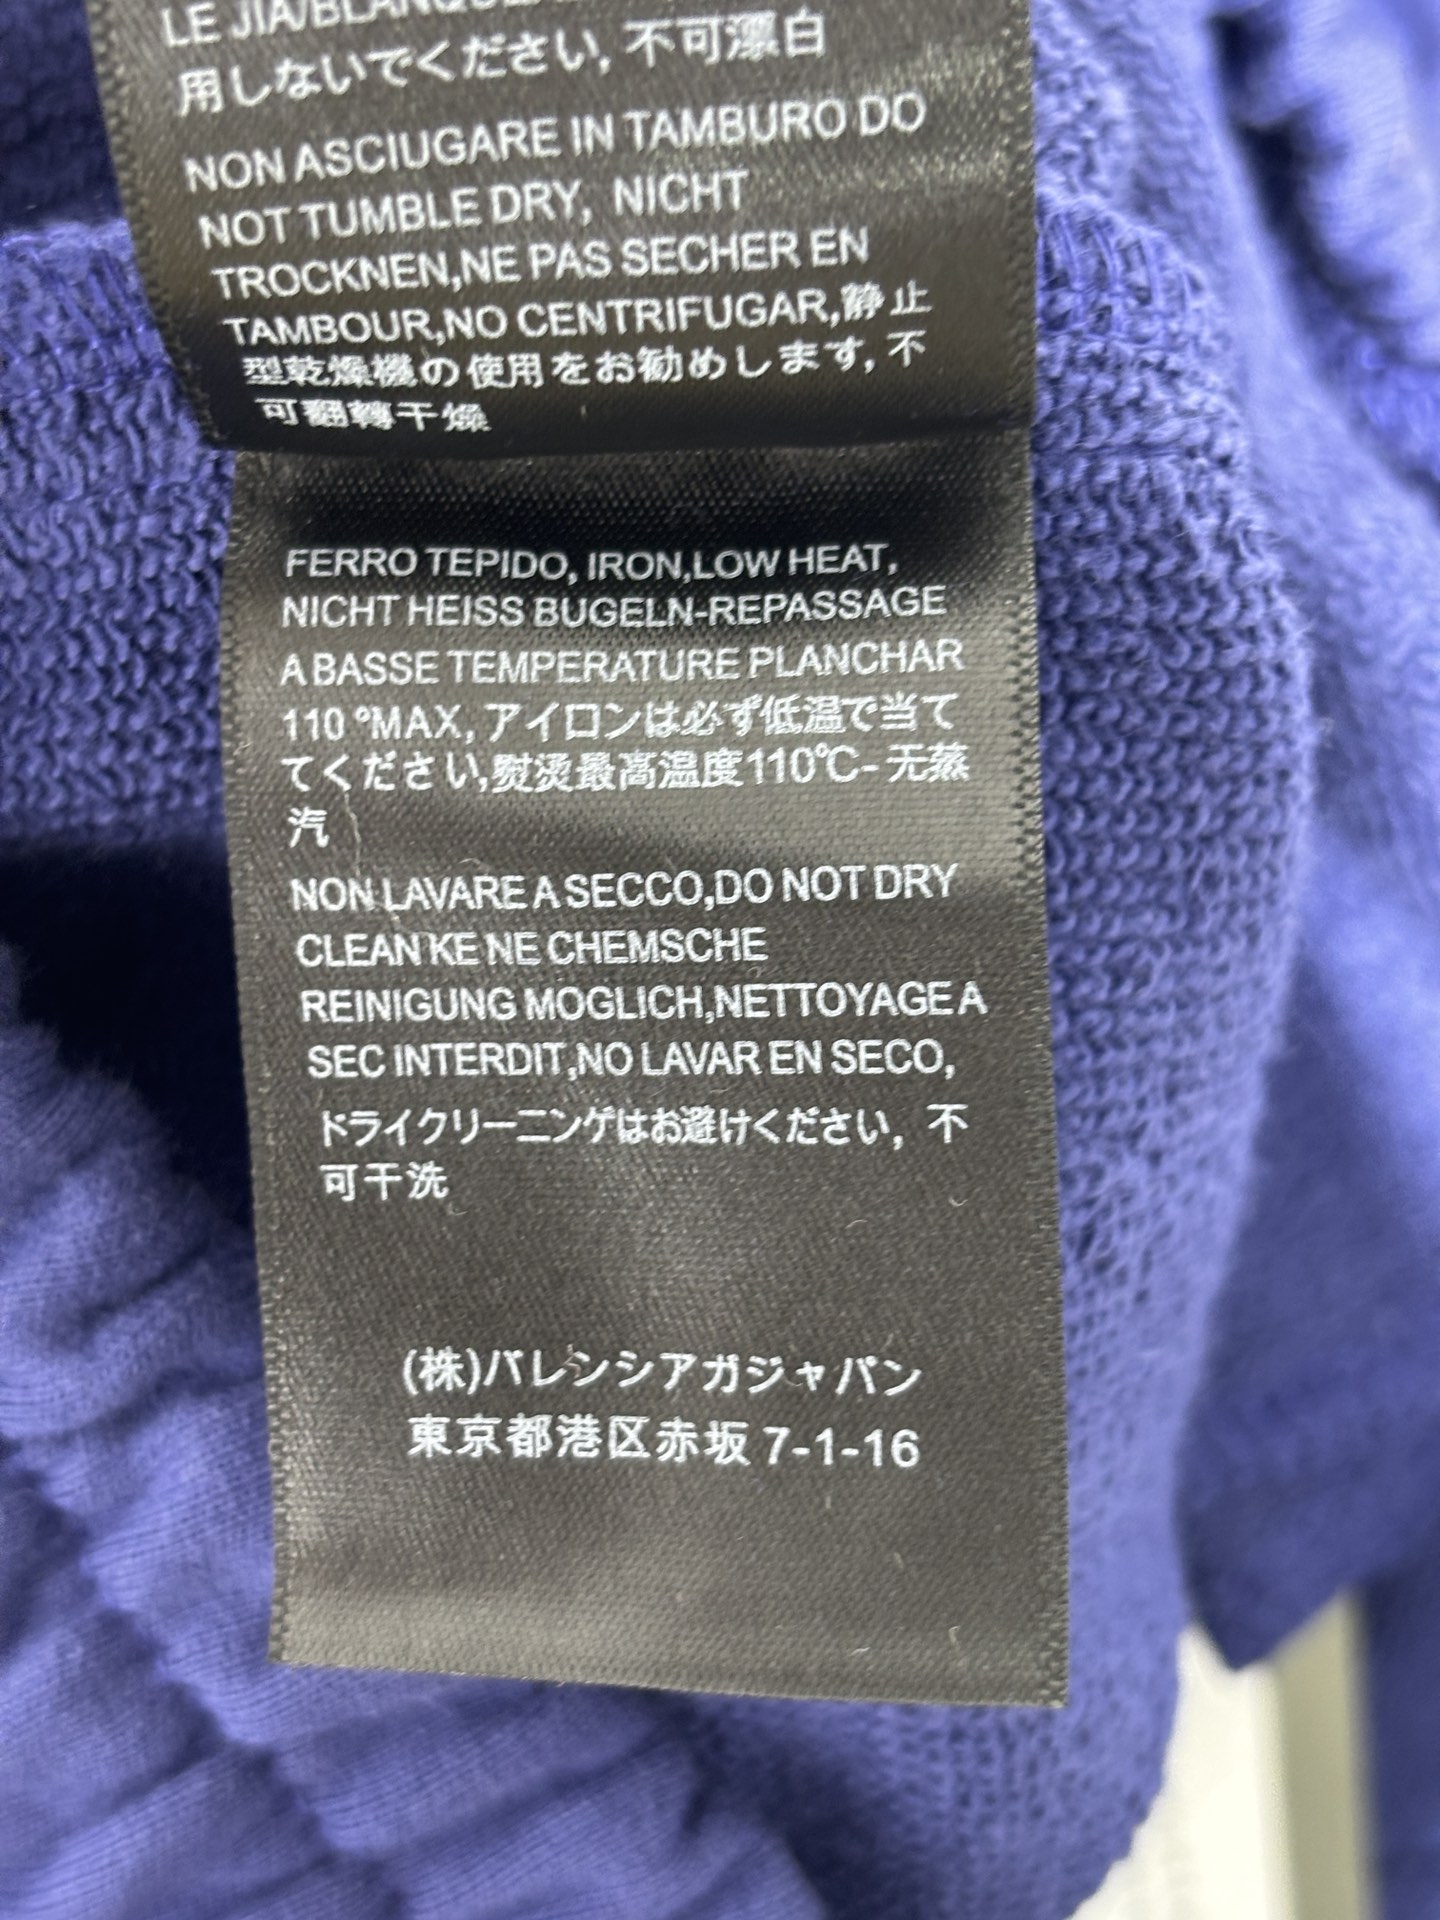 LE JIA/BLANQUE
用しないでください, 不可漂白
NON ASCIUGARE IN TAMBURO DO
NOT TUMBLE DRY, NICHT
TROCKNEN,NE PAS SECHER EN
TAMBOUR,NO CENTRIFUGAR,静止
型乾燥機の使用をお勧めします,不
可翻轉干燥
FERRO TEPIDO, IRON,LOW HEAT,
NICHT HEISS BUGELN-REPASSAGE
A BASSE TEMPERATURE PLANCHAR
110 °MAX, アイロンは必ず低温で当て
てください,熨烫最高温度110℃- 无蒸
汽
NON LAVARE A SECCO,DO NOT DRY
CLEAN KE NE CHEMSCHE
REINIGUNG MOGLICH,NETTOYAGE A
SEC INTERDIT,NO LAVAR EN SECO,
ドライクリーニンゲはお避けください, 不
可干洗
(株)バレンシアガジャパン
東京都港区赤坂 7-1-16